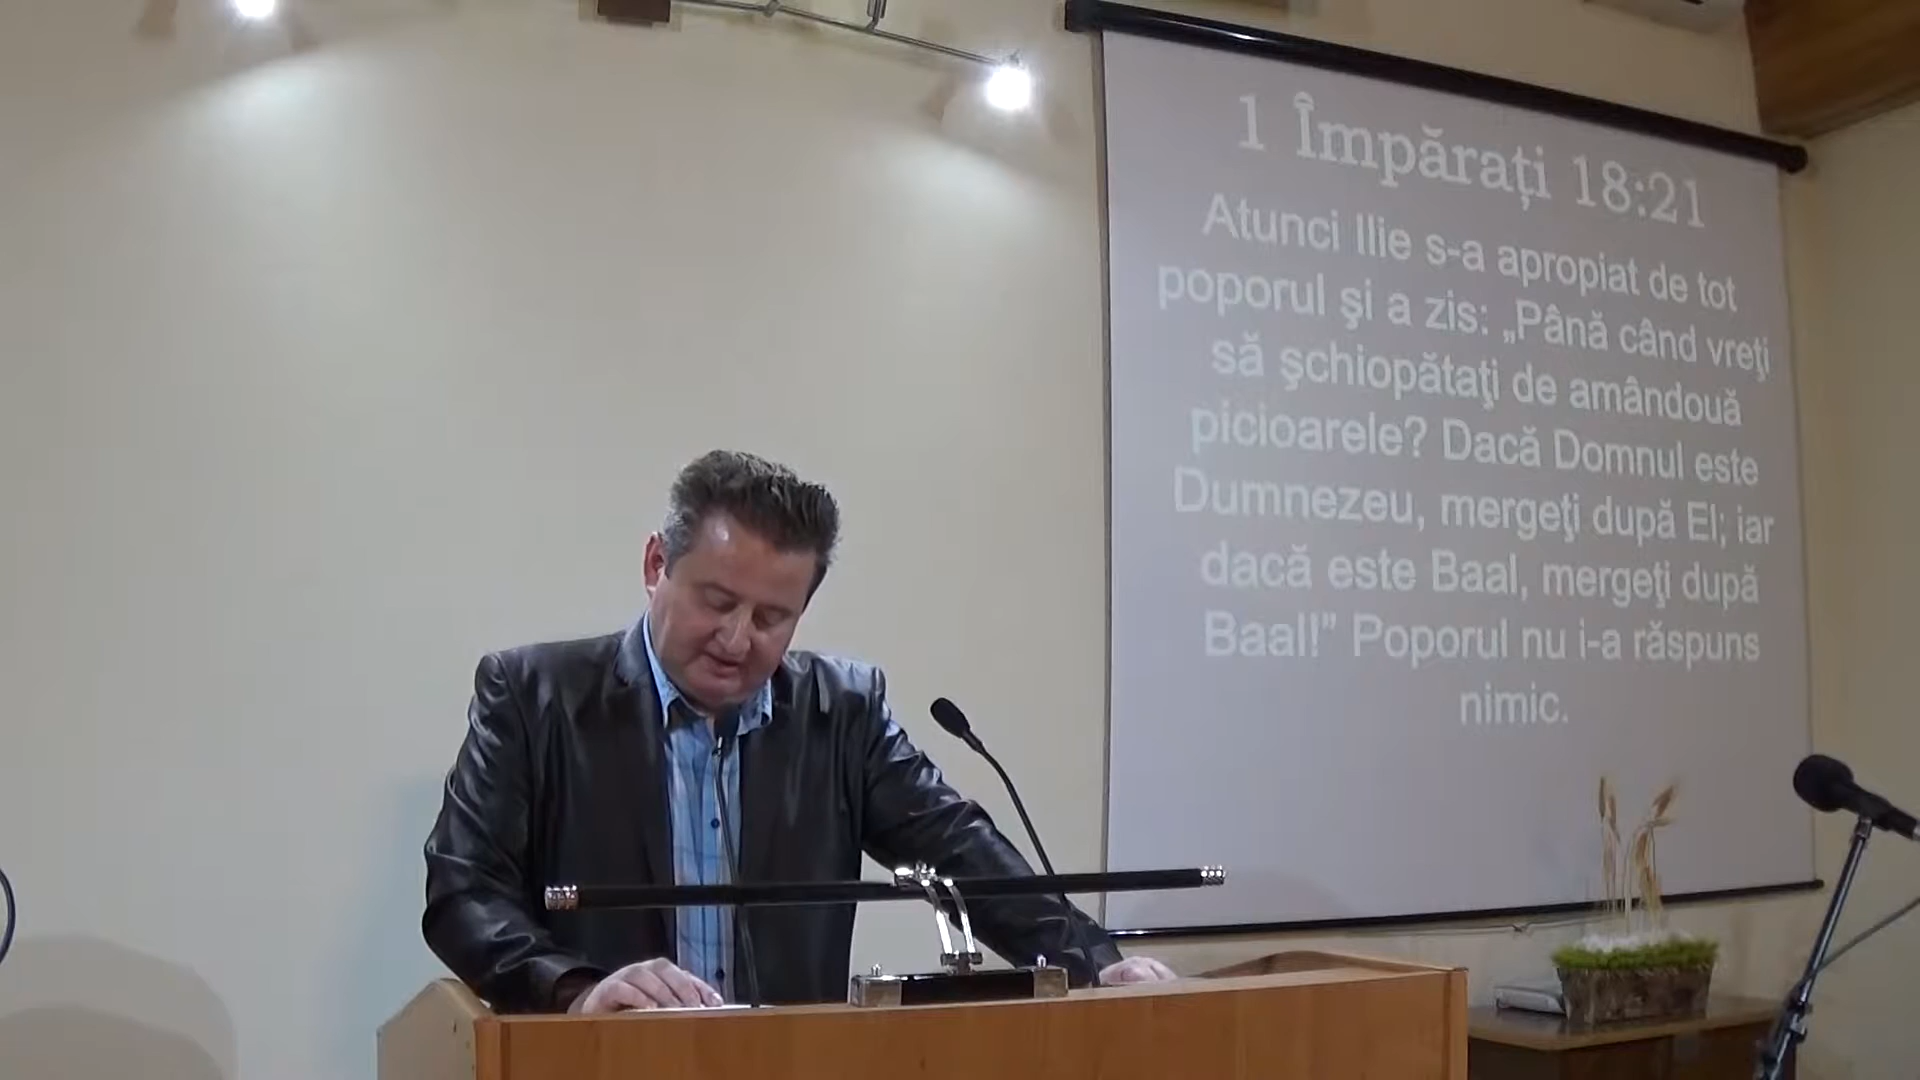 1 Împărați 18:21
Atunci Ilie s-a apropiat de tot
poporul şi a zis: „Până când vreţi
să şchiopătaţi de amândouă
picioarele? Dacă Domnul este
Dumnezeu, mergeţi după El; iar
dacă este Baal, mergeţi după
Baal!” Poporul nu i-a răspuns
nimic.